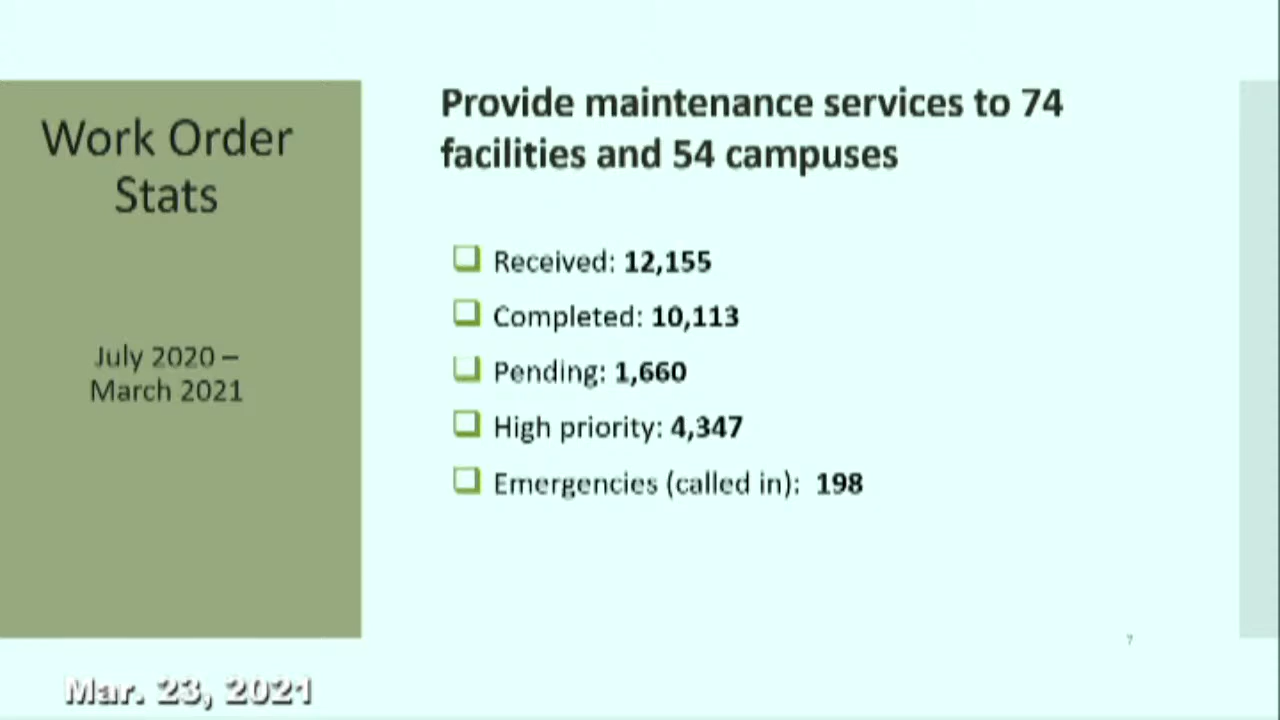 Work Order
Stats
July 2020 –
March 2021
Provide maintenance services to 74
facilities and 54 campuses
Received: 12,155
Completed: 10,113
Pending: 1,660
High priority: 4,347
Emergencies (called in): 198
7
Mar. 23, 2021